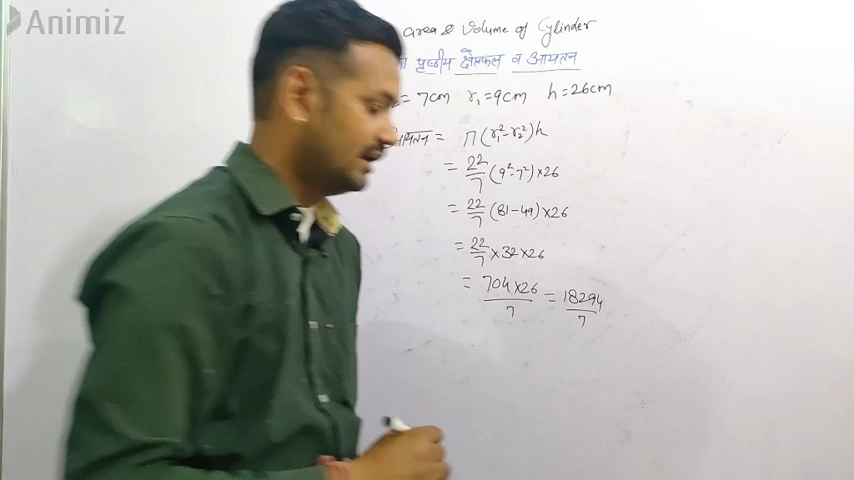 Animiz
area & Volume of Cylinder
पृष्ठीय क्षेत्रफल व आयतन
= 7cm r₁ = 9cm h = 26cm
= π(r₁² - r₂²)h
= 22/7 (9² - 7²) × 26
= 22/7 (81 - 49) × 26
= 22/7 × 32 × 26
= 704 × 26/7 = 18294/7